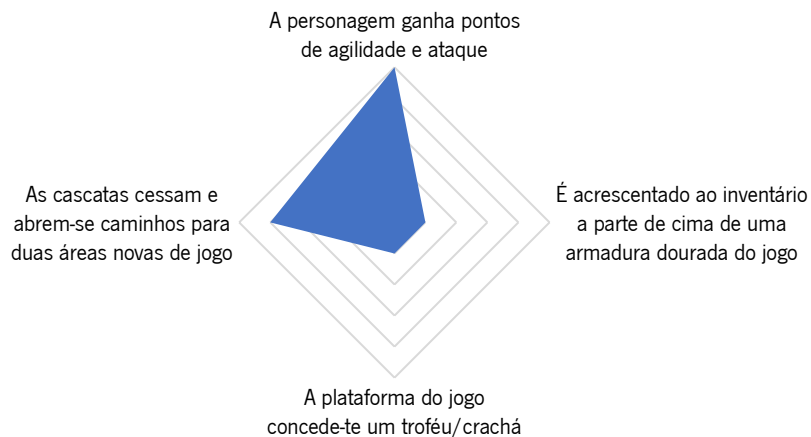 A personagem ganha pontos
de agilidade e ataque
As cascatas cessam e
abrem-se caminhos para
duas áreas novas de jogo
É acrescentado ao inventário
a parte de cima de uma
armadura dourada do jogo
A plataforma do jogo
concede-te um troféu/crachá